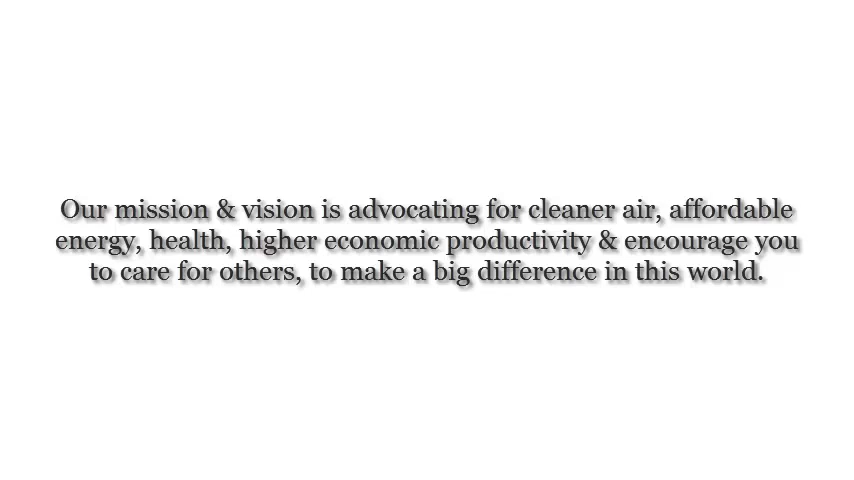 Our mission & vision is advocating for cleaner air, affordable
energy, health, higher economic productivity & encourage you
to care for others, to make a big difference in this world.